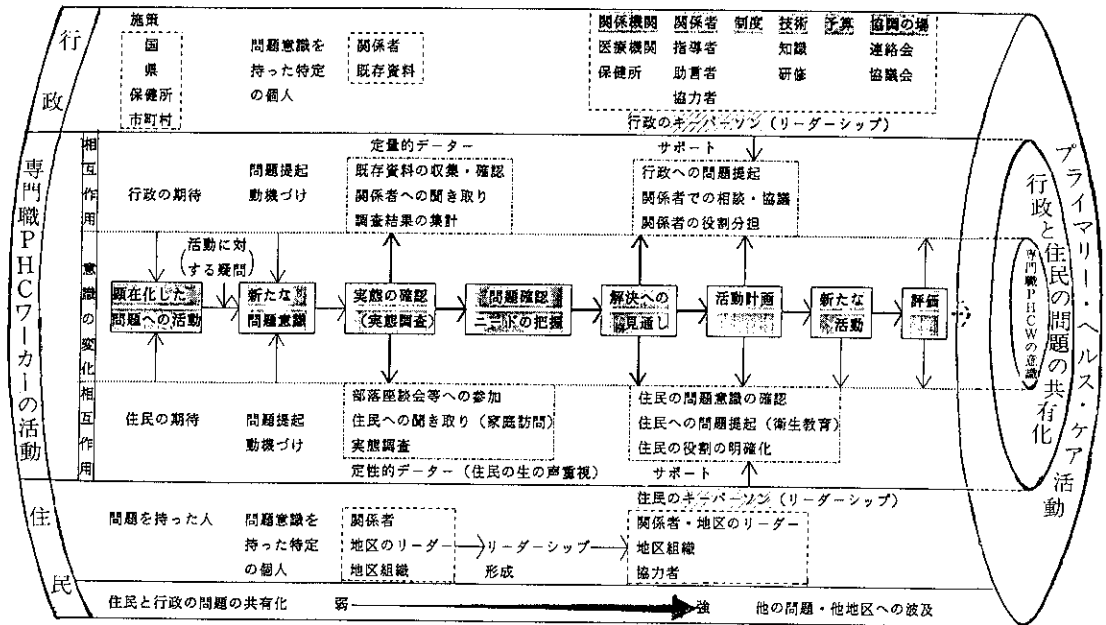 行政
施策
国
県
保健所
市町村
問題意識を
持った特定
の個人
関係者
既存資料
関係機関 関係者 制度 技術 予算 協関の場
医療機関 指導者 知識 連絡会
保健所 助言者 研修 協議会
協力者
行政のキーパーソン（リーダーシップ）
専門職PHCワーカーの活動
相互作用
行政の期待
問題提起
動機づけ
定量的データー
既存資料の収集・確認
関係者への聞き取り
調査結果の集計
サポート
行政への問題提起
関係者での相談・協議
関係者の役割分担
意識の変化
（活動に対
する疑問）
顕在化した
問題への活動
新たな
問題意識
実態の確認
（実態調査）
問題確認
ニードの把握
解決への
見通し
活動計画
新たな
活動
評価
相互作用
住民の期待
問題提起
動機づけ
部落座談会等への参加
住民への聞き取り（家庭訪問）
実態調査
定性的データー（住民の生の声重視）
住民の問題意識の確認
住民への問題提起（衛生教育）
住民の役割の明確化
サポート
住民のキーパーソン（リーダーシップ）
住民
問題を持った人
問題意識を
持った特定
の個人
関係者
地区のリーダー
地区組織
リーダーシップ
形成
関係者・地区のリーダー
地区組織
協力者
住民と行政の問題の共有化 弱 強 他の問題・他地区への波及
専門職PHCWの意識
行政と住民の問題の共有化
プライマリー・ヘルス・ケア活動